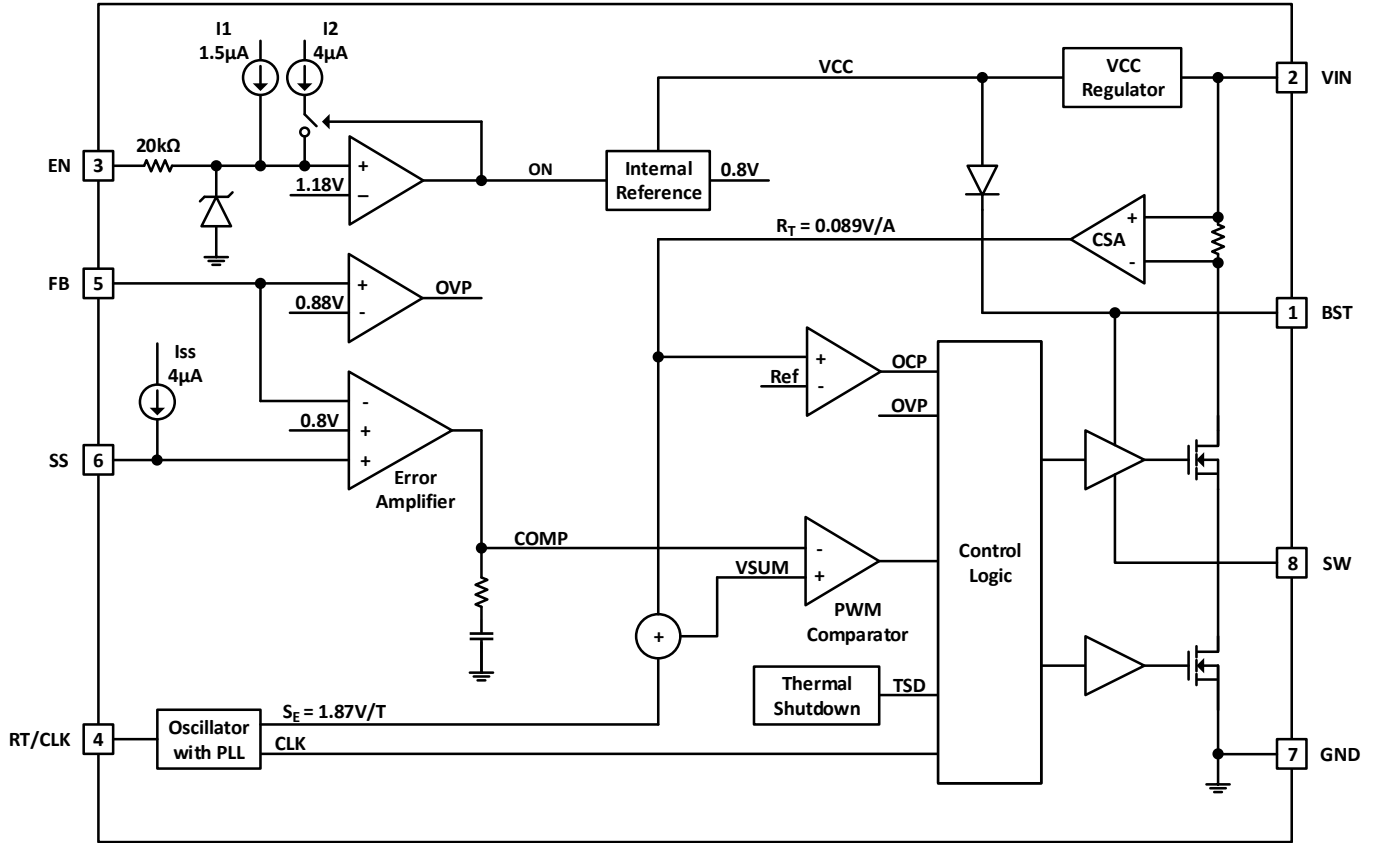 I1
1.5µA
I2
4µA
VCC
VCC
Regulator
2
VIN
EN
3
20kΩ
+
1.18V
−
ON
Internal
Reference
0.8V
R_T = 0.089V/A
CSA
+
-
FB
5
+
0.88V
-
OVP
1
BST
Iss
4µA
+
Ref
-
OCP
OVP
-
0.8V
+
SS
6
+
Error
Amplifier
COMP
-
VSUM
+
PWM
Comparator
Control
Logic
8
SW
+
Thermal
Shutdown
TSD
RT/CLK
4
Oscillator
with PLL
S_E = 1.87V/T
CLK
7
GND